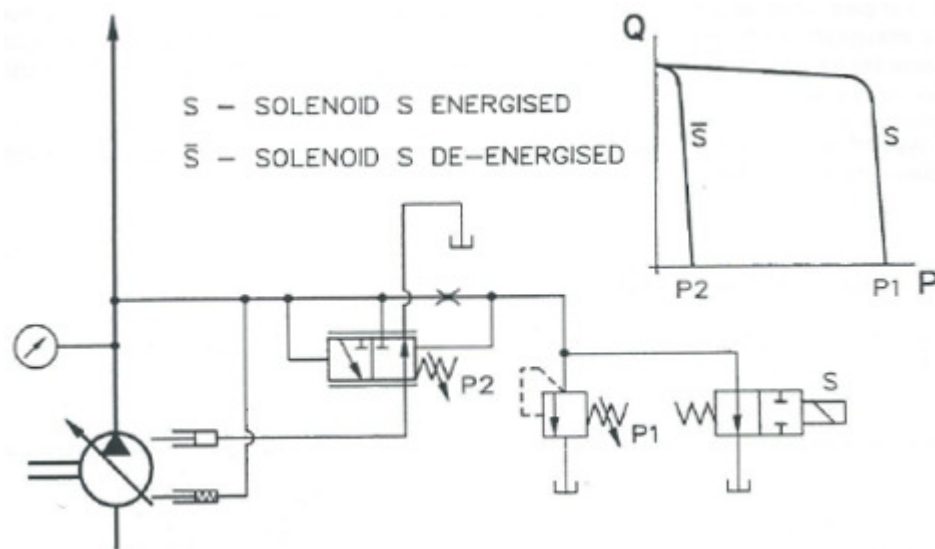 Q
S - SOLENOID S ENERGISED
S̄ - SOLENOID S DE-ENERGISED
S̄
S
P2
P1
P
P2
P1
S